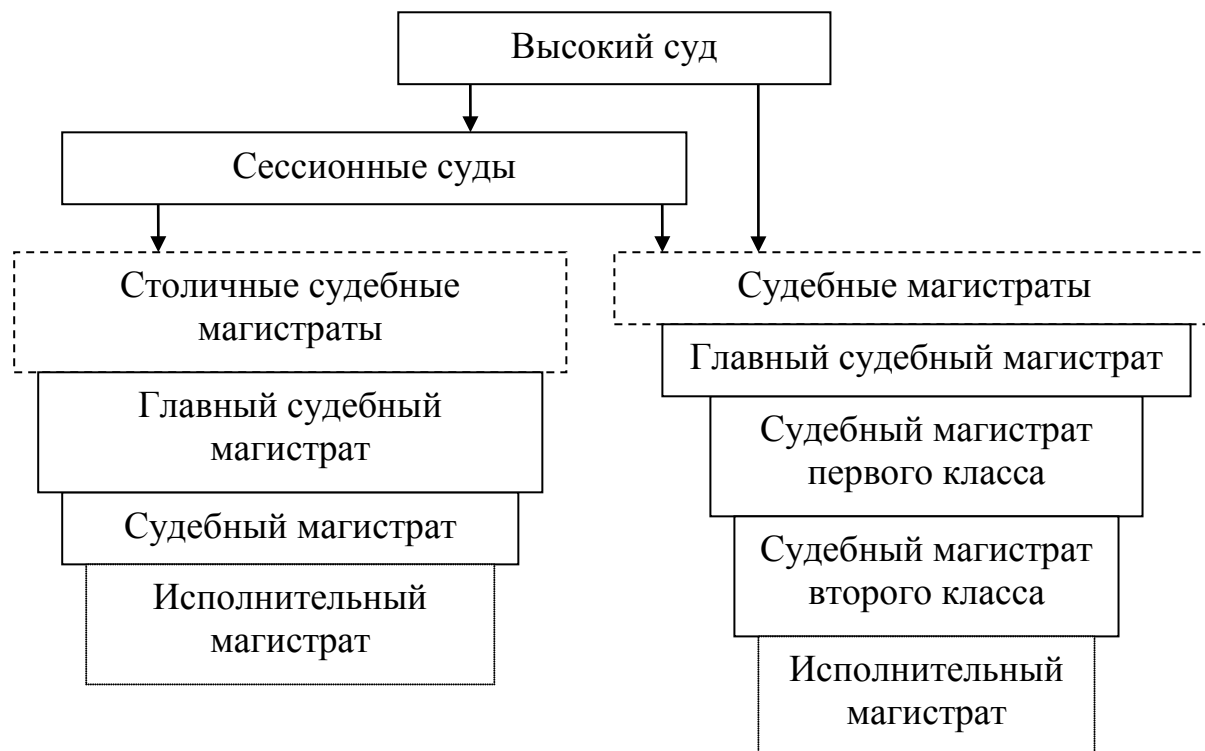 Высокий суд
Сессионные суды
Столичные судебные
магистраты
Главный судебный
магистрат
Судебный магистрат
Исполнительный
магистрат
Судебные магистраты
Главный судебный магистрат
Судебный магистрат
первого класса
Судебный магистрат
второго класса
Исполнительный
магистрат